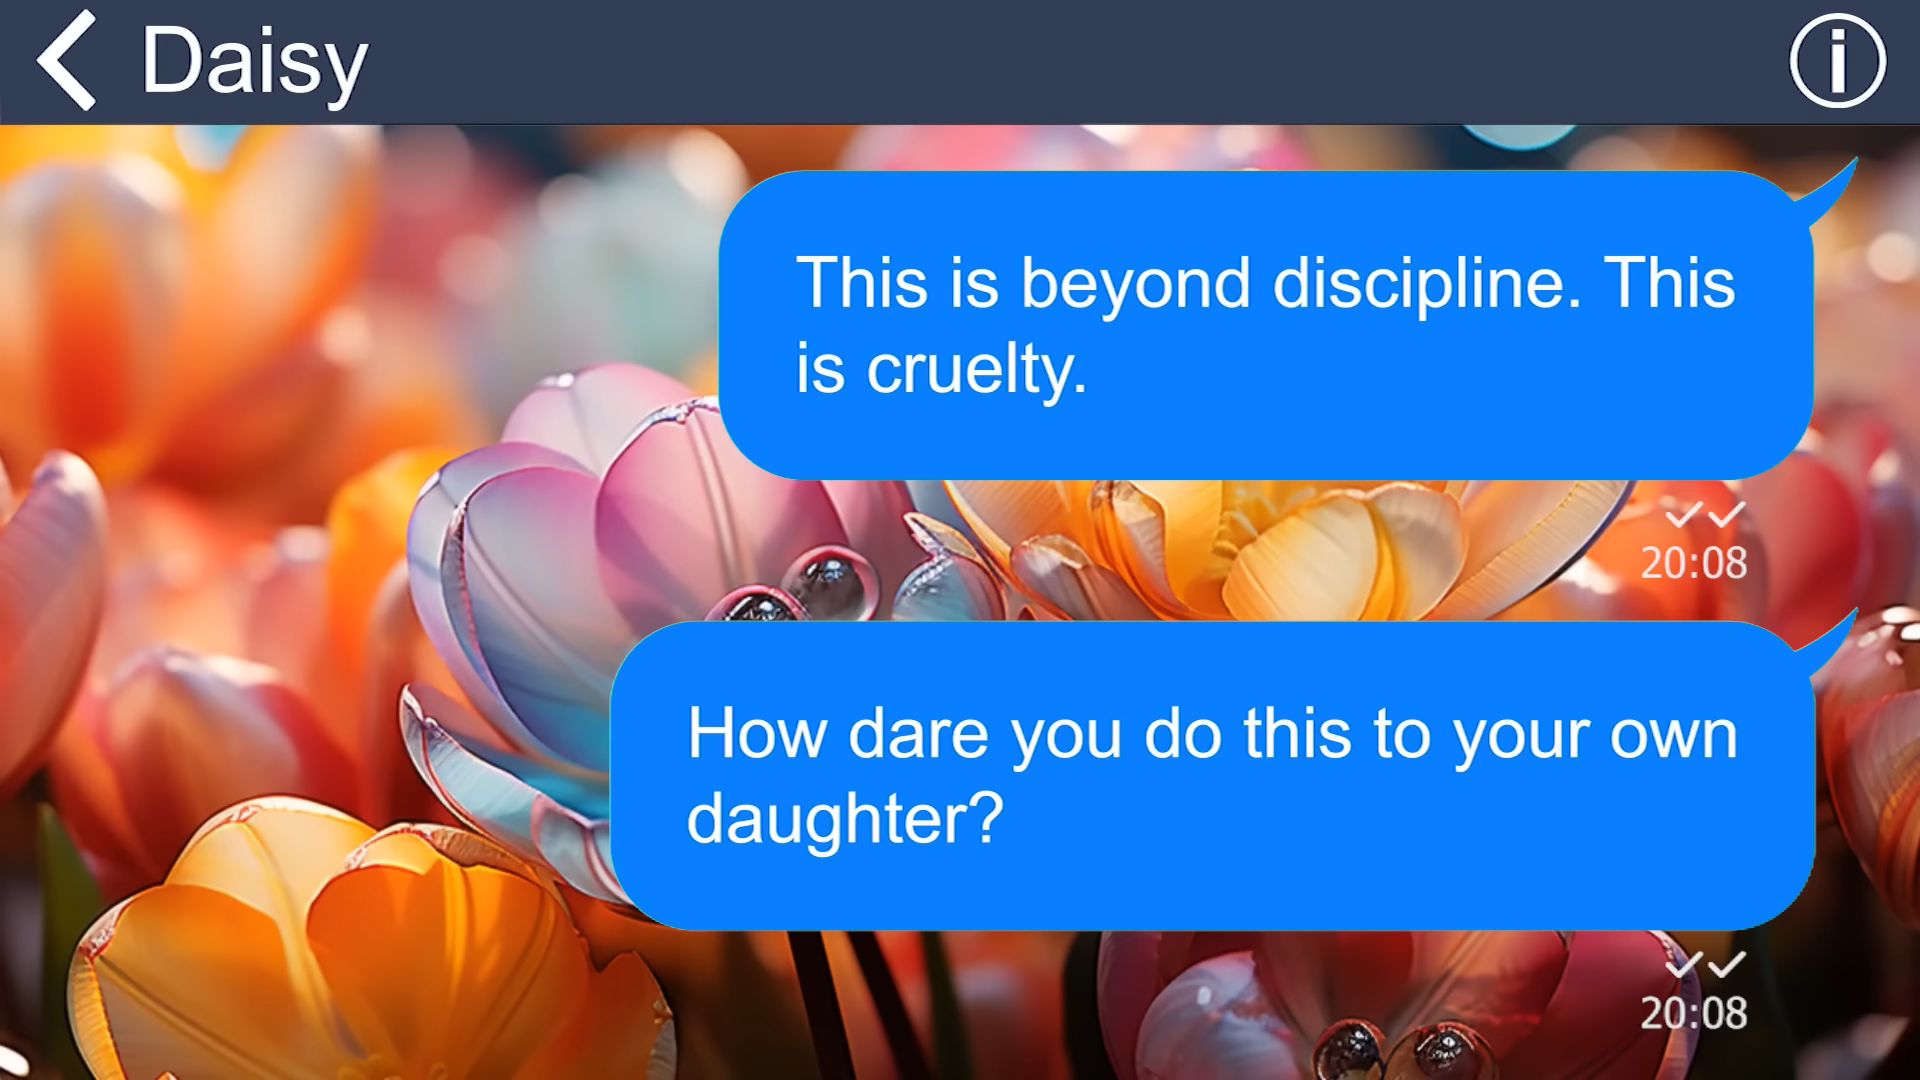 Daisy
This is beyond discipline. This
is cruelty.
20:08
How dare you do this to your own
daughter?
20:08